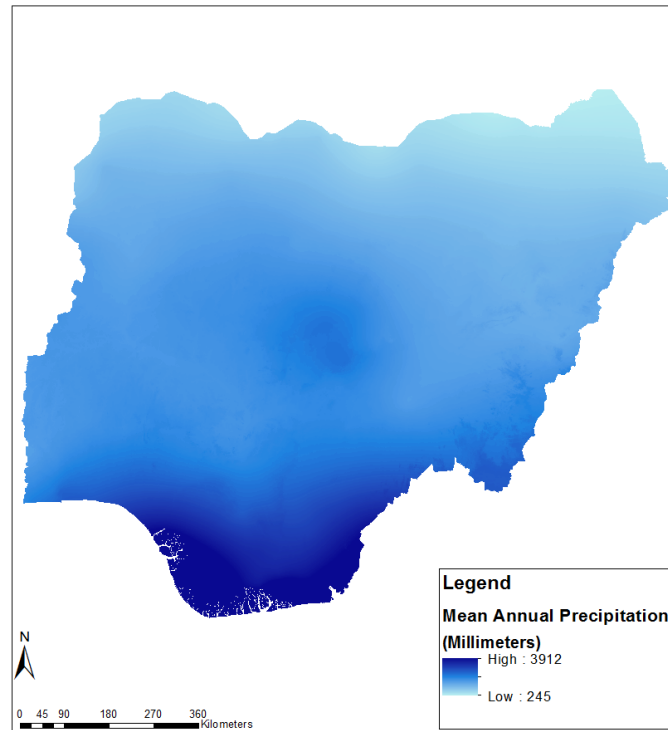 Legend
Mean Annual Precipitation
(Millimeters)
High : 3912
Low : 245
N
0 45 90 180 270 360
Kilometers